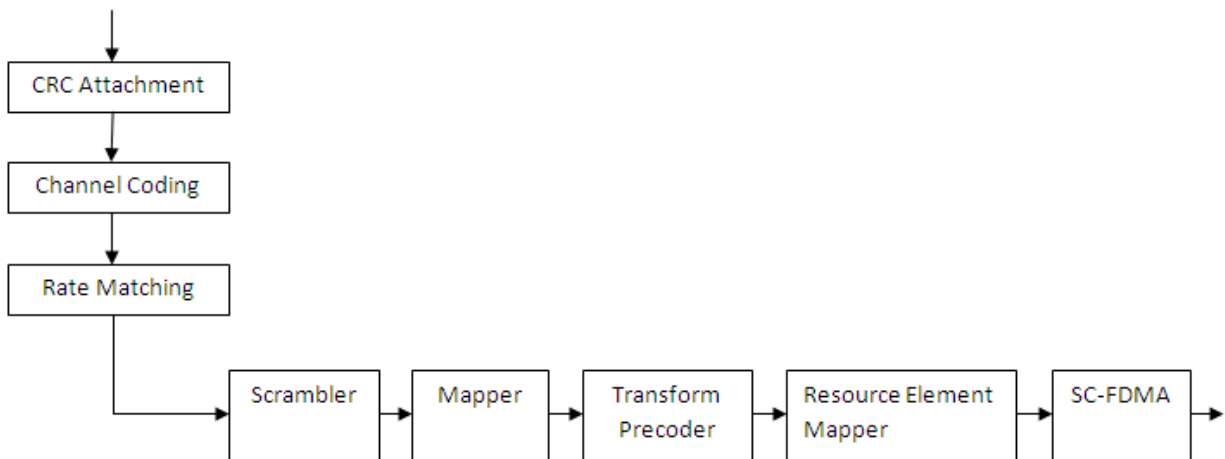 CRC Attachment
Channel Coding
Rate Matching
Scrambler
Mapper
Transform
Precoder
Resource Element
Mapper
SC-FDMA